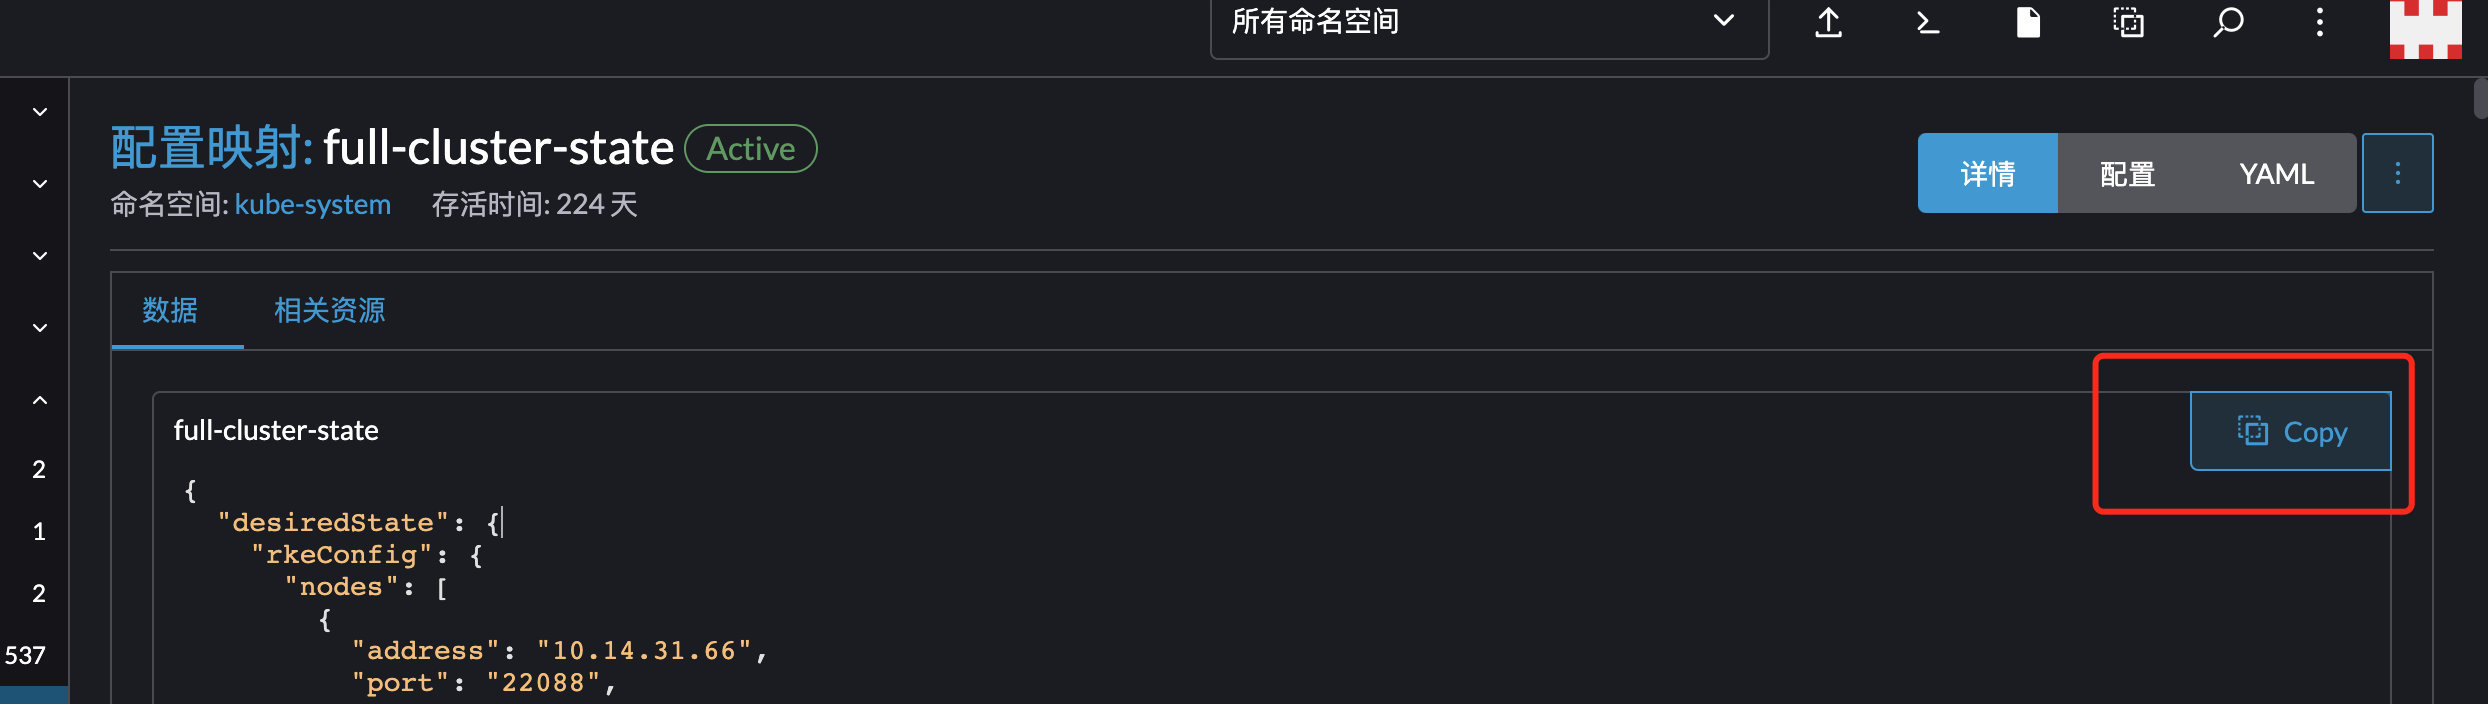 所有命名空间
配置映射: full-cluster-state Active
命名空间: kube-system 存活时间: 224 天
详情 配置 YAML
数据 相关资源
full-cluster-state
Copy
{
"desiredState": {
"rkeConfig": {
"nodes": [
{
"address": "10.14.31.66",
"port": "22088",
2
1
2
537